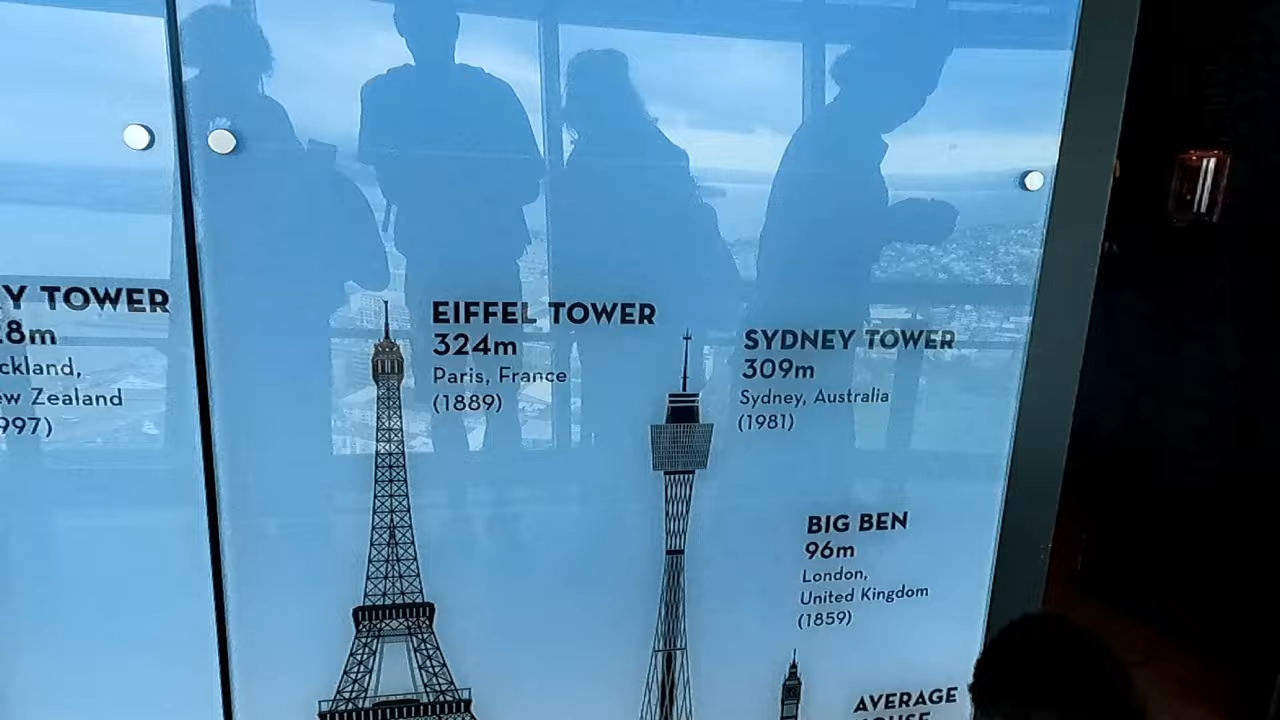 Y TOWER
8m
ckland,
ew Zealand
997)
EIFFEL TOWER
324m
Paris, France
(1889)
SYDNEY TOWER
309m
Sydney, Australia
(1981)
BIG BEN
96m
London,
United Kingdom
(1859)
AVERAGE